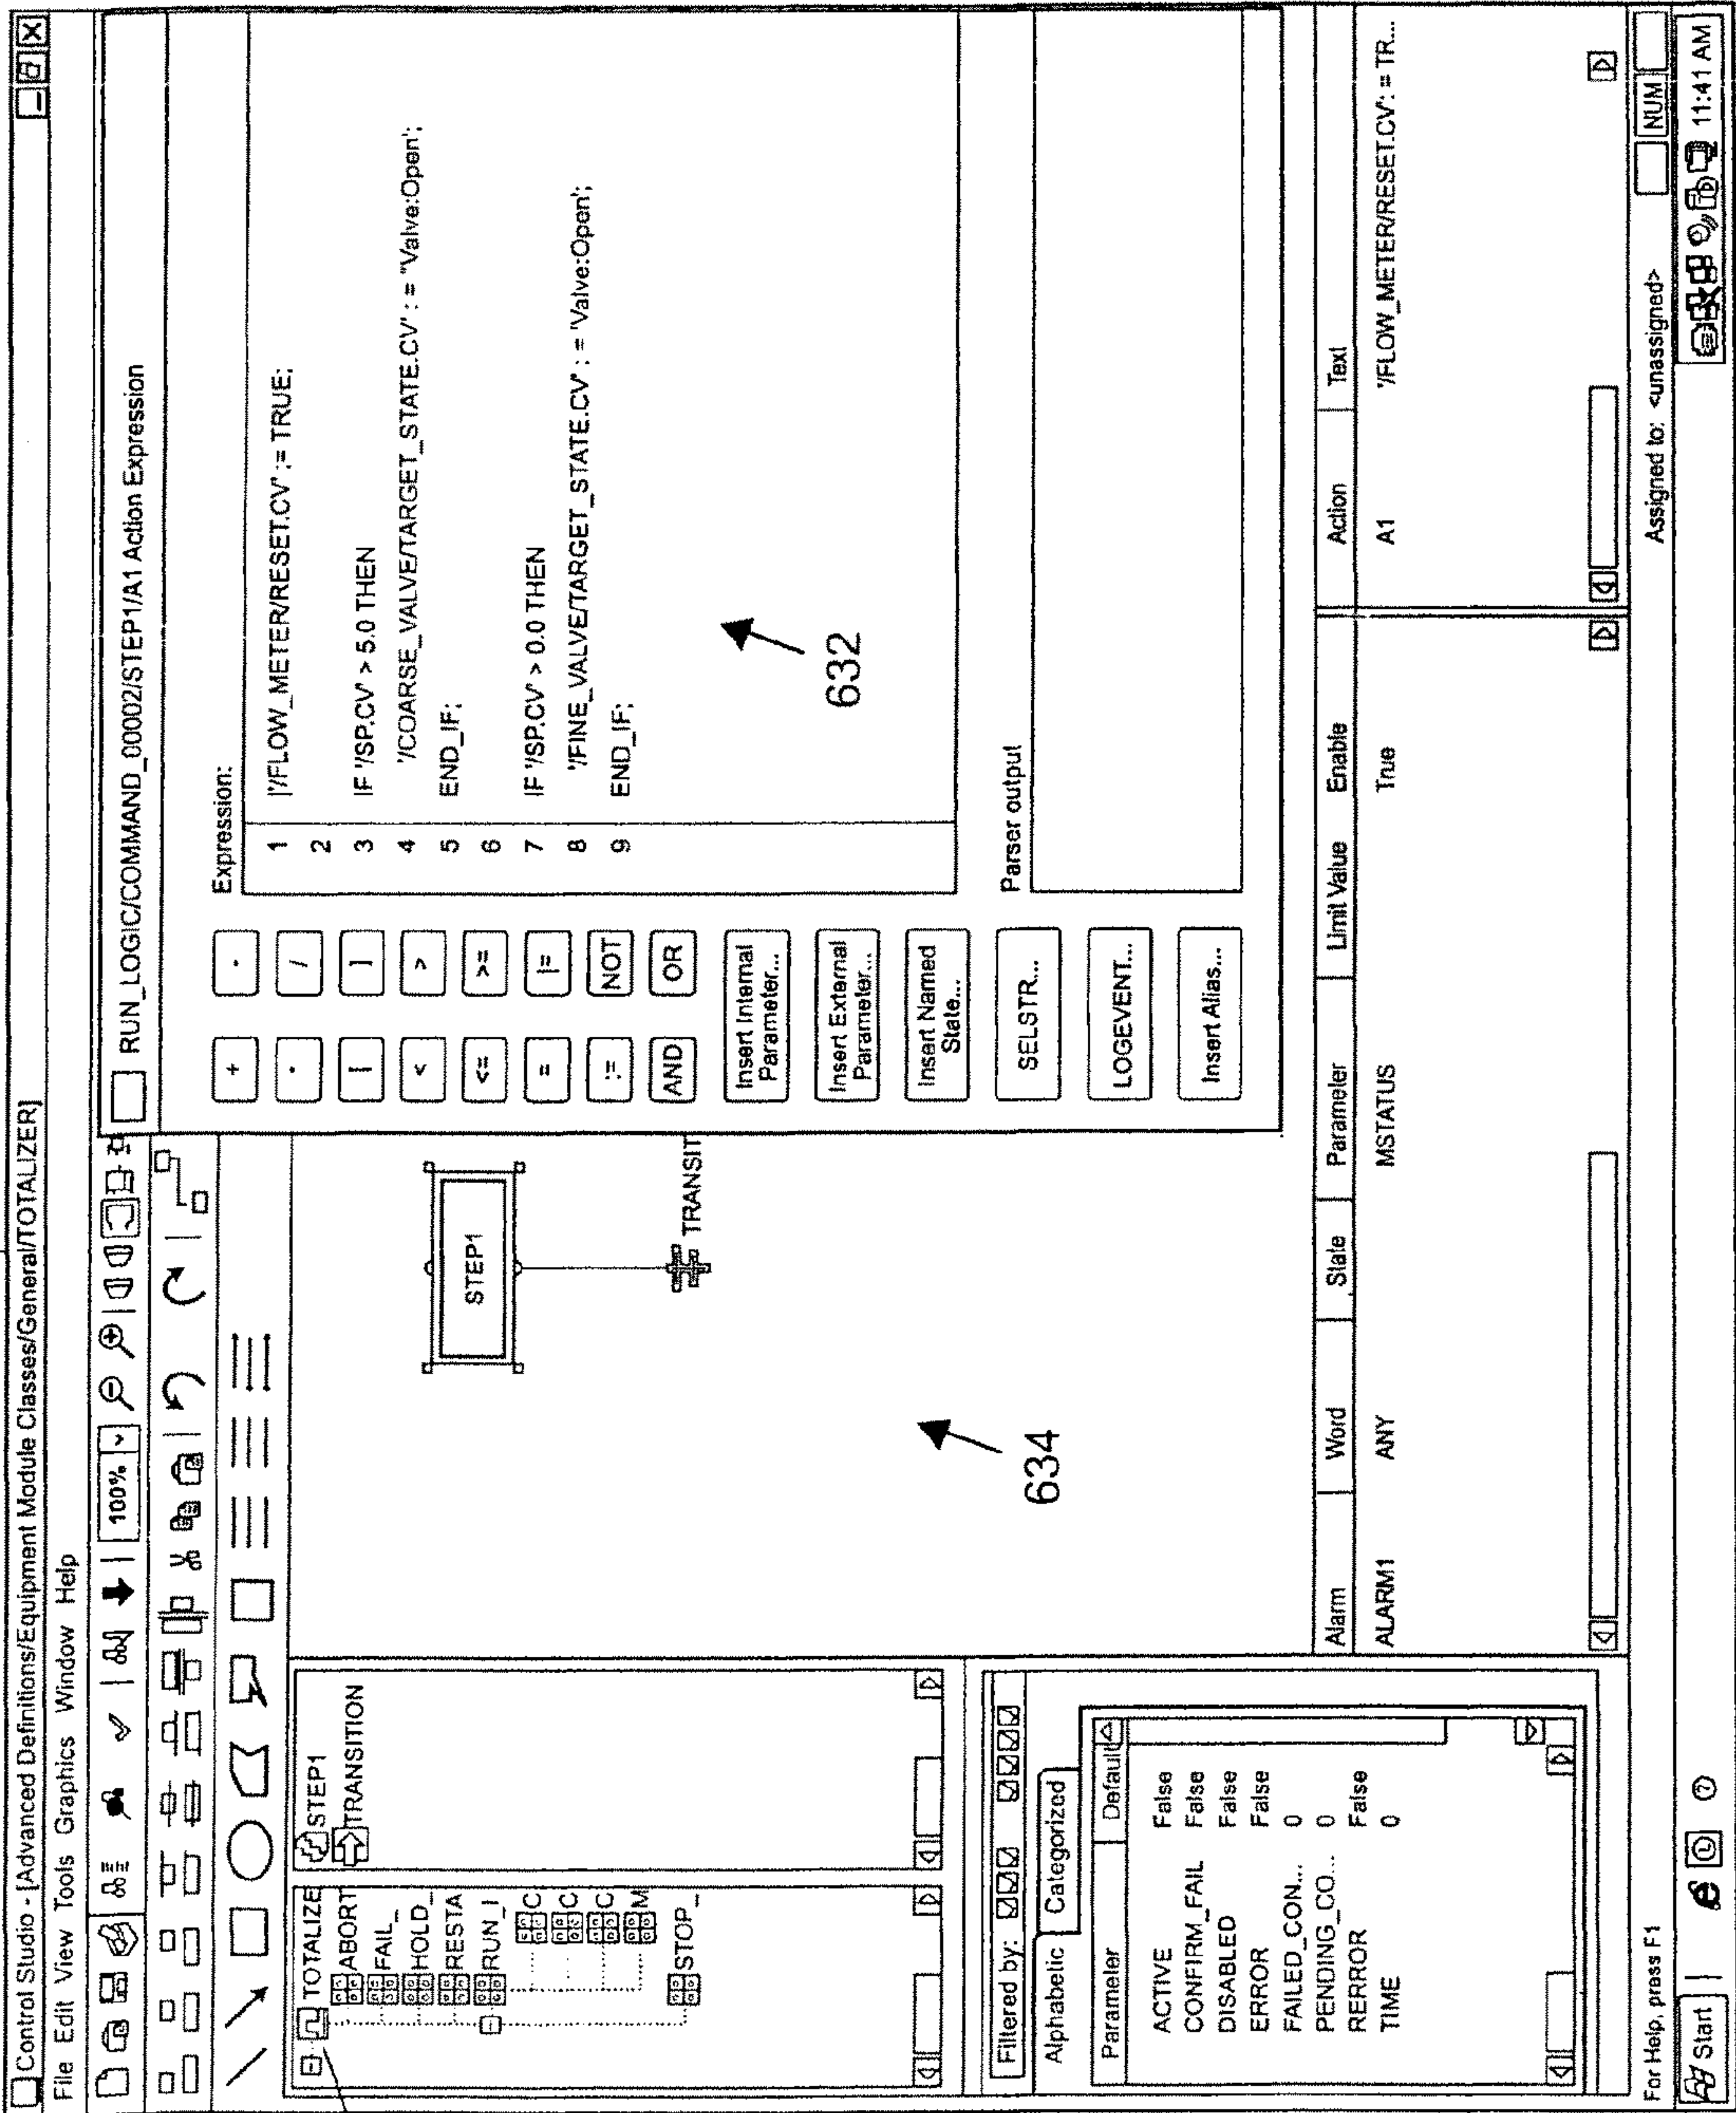 Control Studio - [Advanced Definitions/Equipment Module Classes/General/TOTALIZER]
File Edit View Tools Graphics Window Help
100%
TOTALIZE
ABORT
FAIL_
HOLD_
RESTA
RUN_I
C
C
C
M
STOP_
STEP1
TRANSITION
Filtered by:
Alphabetic
Categorized
Parameter Default
ACTIVE False
CONFIRM_FAIL False
DISABLED False
ERROR False
FAILED_CON... 0
PENDING_CO... 0
RERROR False
TIME 0
STEP1
TRANSIT
634
RUN_LOGIC/COMMAND_00002/STEP1/A1 Action Expression
+ -
* /
[ ]
< >
<= >=
= |=
!= NOT
AND OR
Insert Internal
Parameter...
Insert External
Parameter...
Insert Named
State...
SELSTR...
LOGEVENT...
Insert Alias...
Expression:
1 |'/FLOW_METER/RESET.CV' := TRUE;
2
3 IF '/SP.CV' > 5.0 THEN
4 '/COARSE_VALVE/TARGET_STATE.CV' : = "Valve:Open';
5 END_IF;
6
7 IF '/SP.CV' > 0.0 THEN
8 '/FINE_VALVE/TARGET_STATE.CV' : = 'Valve:Open';
9 END_IF;
632
Parser output
Alarm Word State Parameter Limit Value Enable
ALARM1 ANY MSTATUS True
Action Text
A1 '/FLOW_METER/RESET.CV': = TR...
For Help, press F1
Assigned to: <unassigned>
NUM
Start
11:41 AM